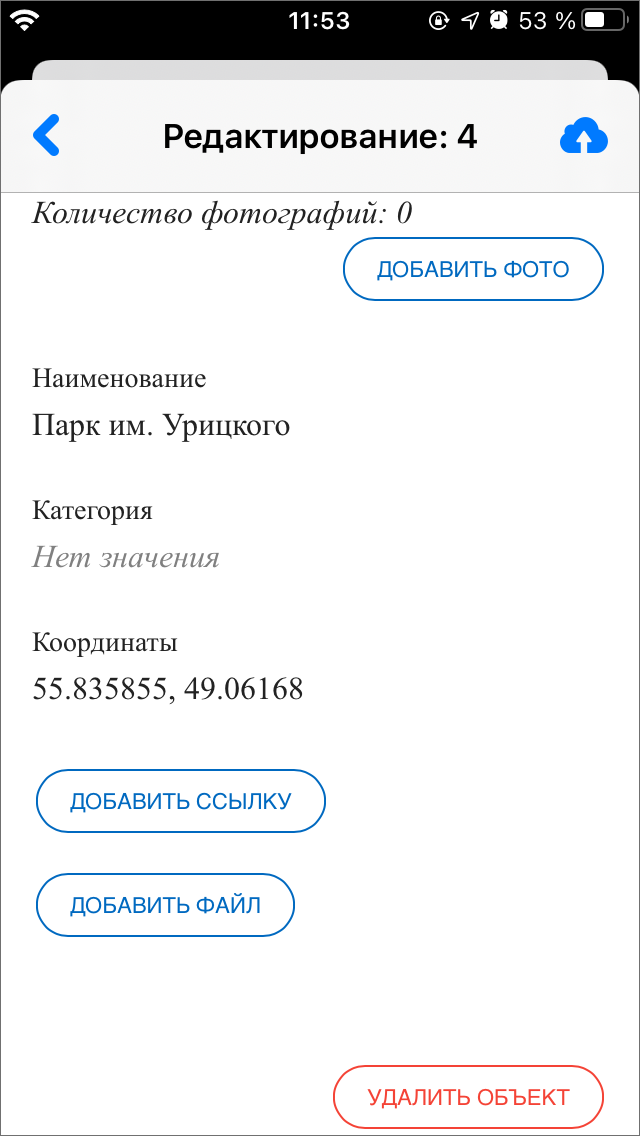 11:53
53 %
Редактирование: 4
Количество фотографий: 0
ДОБАВИТЬ ФОТО
Наименование
Парк им. Урицкого
Категория
Нет значения
Координаты
55.835855, 49.06168
ДОБАВИТЬ ССЫЛКУ
ДОБАВИТЬ ФАЙЛ
УДАЛИТЬ ОБЪЕКТ